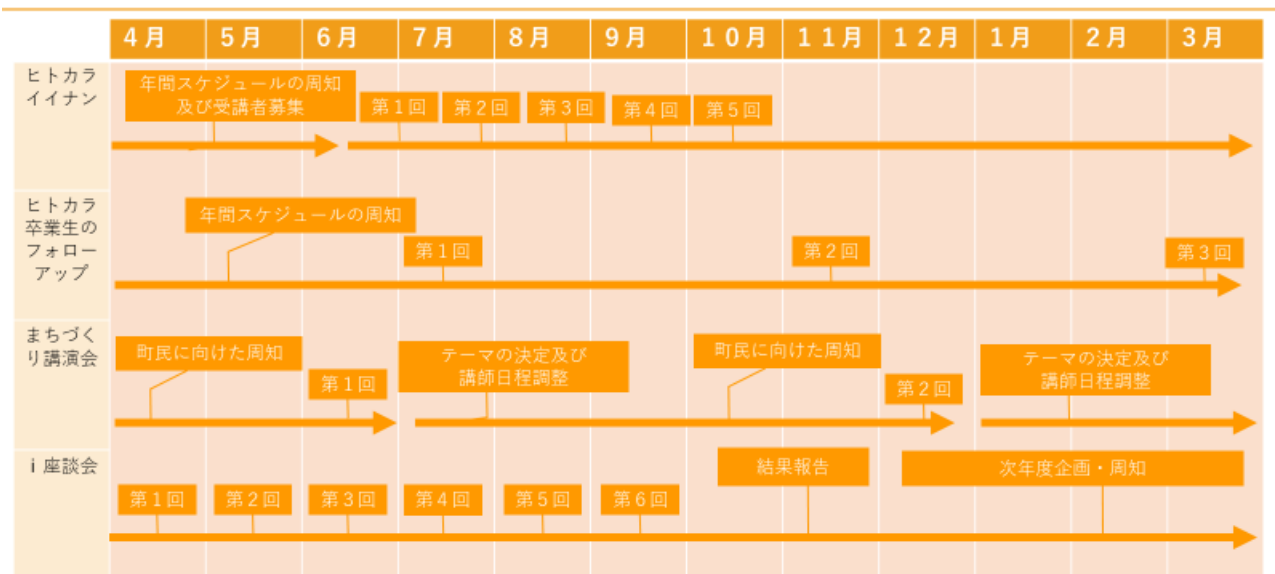 4月 5月 6月 7月 8月 9月 10月 11月 12月 1月 2月 3月
ヒトカラ
イイナン
年間スケジュールの周知
及び受講者募集
第1回 第2回 第3回 第4回 第5回
ヒトカラ
卒業生の
フォロー
アップ
年間スケジュールの周知
第1回 第2回 第3回
まちづく
り講演会
町民に向けた周知
第1回
テーマの決定及び
講師日程調整
町民に向けた周知
第2回
テーマの決定及び
講師日程調整
i座談会
結果報告
次年度企画・周知
第1回 第2回 第3回 第4回 第5回 第6回